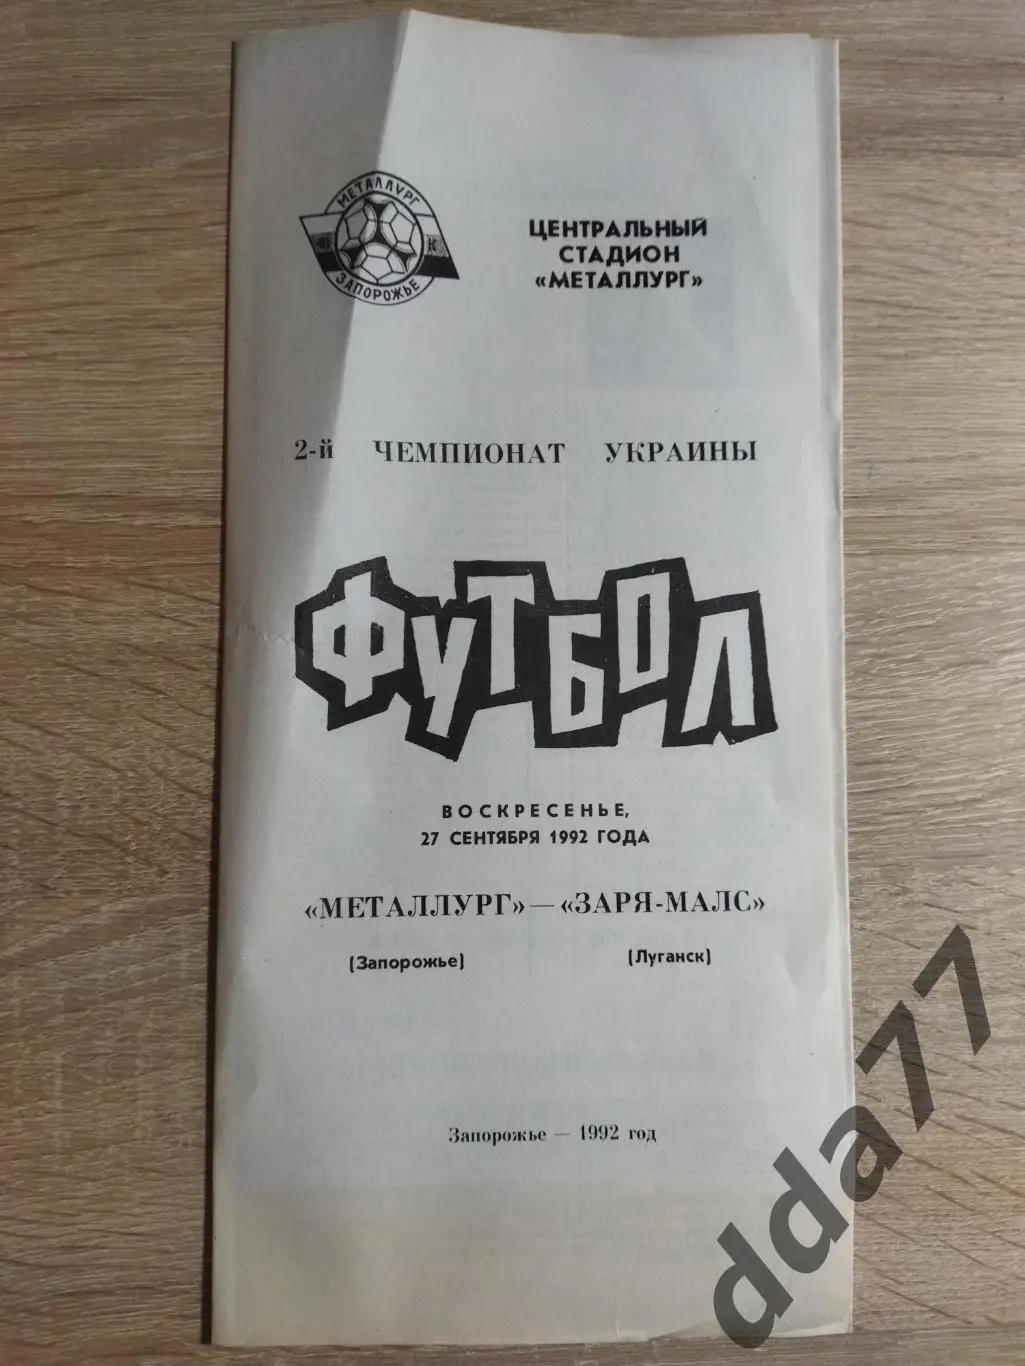 МЕТАЛЛУРГ
Ф К
ЗАПОРОЖЬЕ
ЦЕНТРАЛЬНЫЙ
СТАДИОН
«МЕТАЛЛУРГ»
2-й ЧЕМПИОНАТ УКРАИНЫ
ФУТБОЛ
ВОСКРЕСЕНЬЕ,
27 СЕНТЯБРЯ 1992 ГОДА
«МЕТАЛЛУРГ» — «ЗАРЯ-МАЛС»
(Запорожье) (Луганск)
Запорожье — 1992 год
dda77